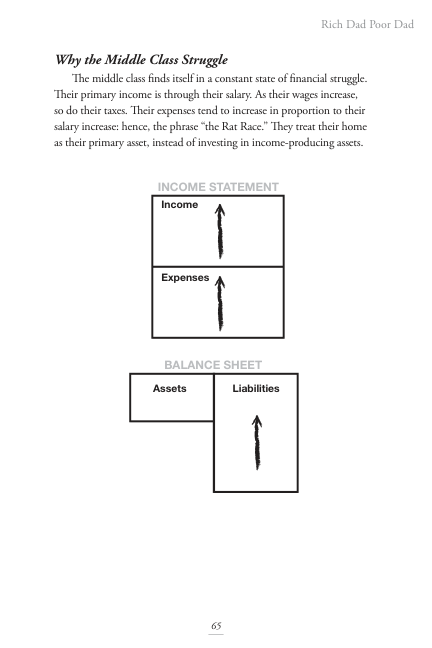 Rich Dad Poor Dad
Why the Middle Class Struggle
The middle class finds itself in a constant state of financial struggle.
Their primary income is through their salary. As their wages increase,
so do their taxes. Their expenses tend to increase in proportion to their
salary increase: hence, the phrase “the Rat Race.” They treat their home
as their primary asset, instead of investing in income-producing assets.
INCOME STATEMENT
Income
Expenses
BALANCE SHEET
Assets
Liabilities
65